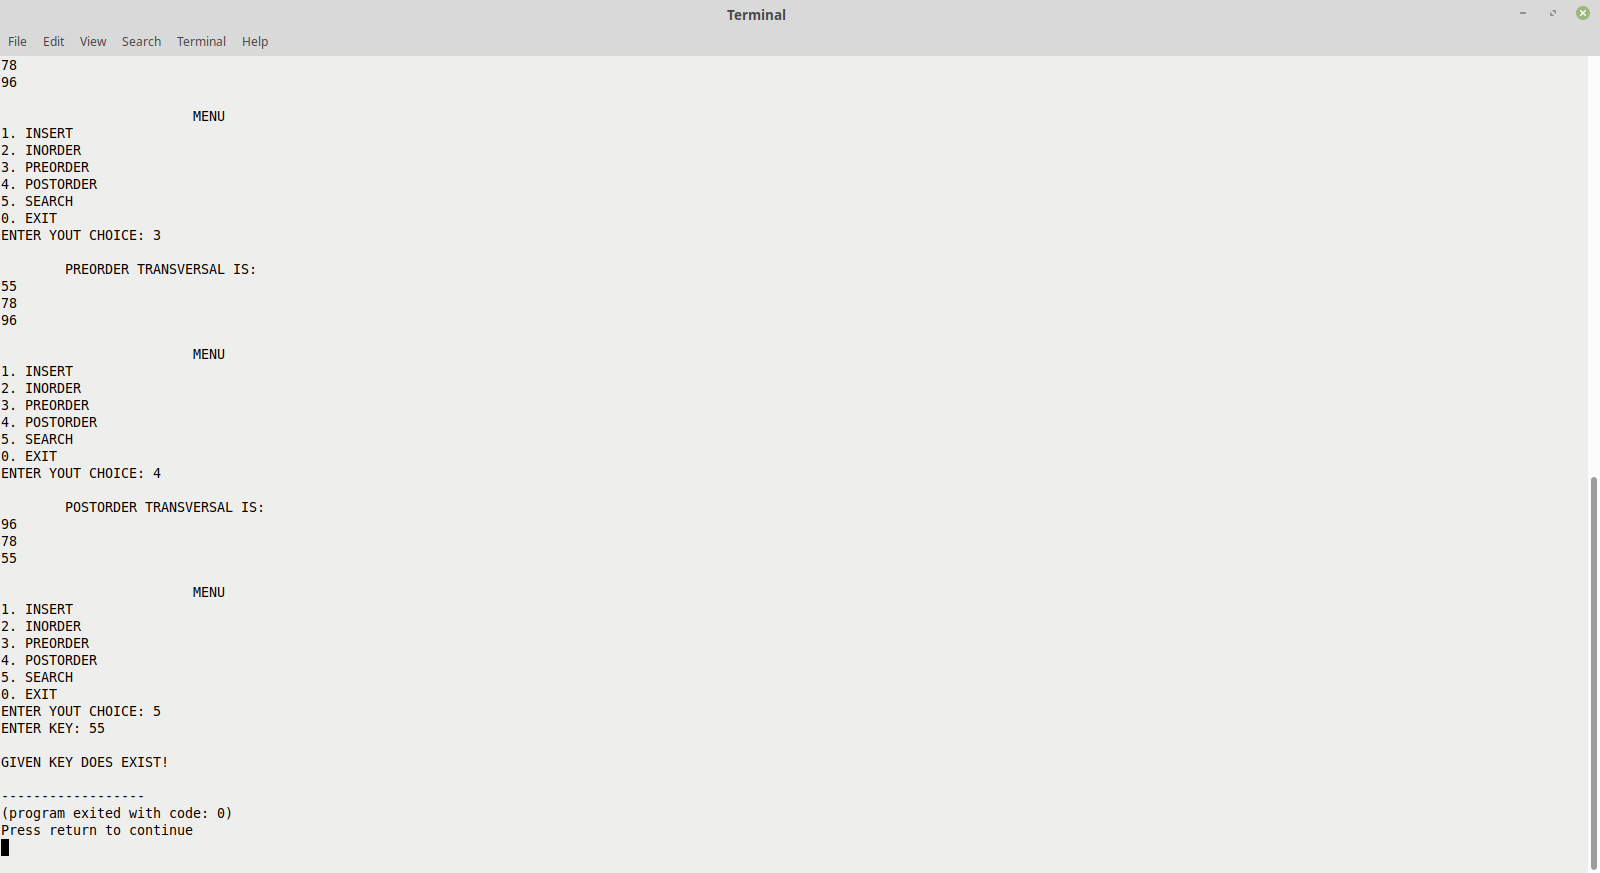 Terminal
File Edit View Search Terminal Help
78
96
MENU
1. INSERT
2. INORDER
3. PREORDER
4. POSTORDER
5. SEARCH
0. EXIT
ENTER YOUT CHOICE: 3
PREORDER TRANSVERSAL IS:
55
78
96
MENU
1. INSERT
2. INORDER
3. PREORDER
4. POSTORDER
5. SEARCH
0. EXIT
ENTER YOUT CHOICE: 4
POSTORDER TRANSVERSAL IS:
96
78
55
MENU
1. INSERT
2. INORDER
3. PREORDER
4. POSTORDER
5. SEARCH
0. EXIT
ENTER YOUT CHOICE: 5
ENTER KEY: 55
GIVEN KEY DOES EXIST!
------------------
(program exited with code: 0)
Press return to continue